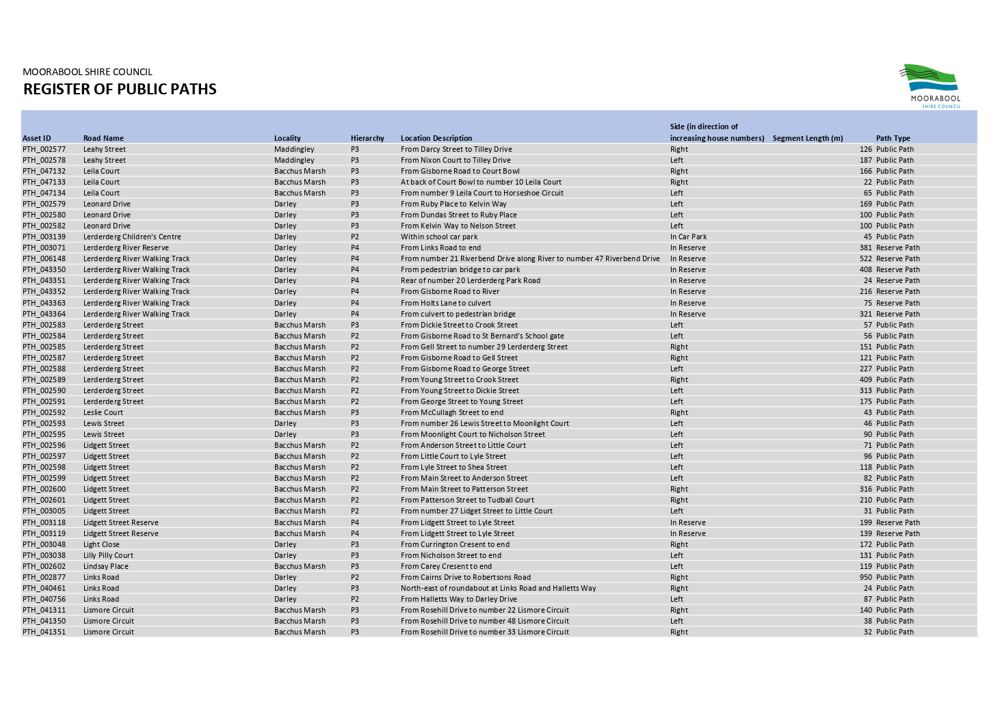 MOORABOOL SHIRE COUNCIL
REGISTER OF PUBLIC PATHS
MOORABOOL
SHIRE COUNCIL
Side (in direction of
Asset ID Road Name Locality Hierarchy Location Description increasing house numbers) Segment Length (m) Path Type
PTH_002577 Leahy Street Maddingley P3 From Darcy Street to Tilley Drive Right 126 Public Path
PTH_002578 Leahy Street Maddingley P3 From Nixon Court to Tilley Drive Left 187 Public Path
PTH_047132 Leila Court Bacchus Marsh P3 From Gisborne Road to Court Bowl Right 166 Public Path
PTH_047133 Leila Court Bacchus Marsh P3 At back of Court Bowl to number 10 Leila Court Right 22 Public Path
PTH_047134 Leila Court Bacchus Marsh P3 From number 9 Leila Court to Horseshoe Circuit Left 65 Public Path
PTH_002579 Leonard Drive Darley P3 From Ruby Place to Kelvin Way Left 169 Public Path
PTH_002580 Leonard Drive Darley P3 From Dundas Street to Ruby Place Left 100 Public Path
PTH_002582 Leonard Drive Darley P3 From Kelvin Way to Nelson Street Left 100 Public Path
PTH_003139 Lerderderg Children's Centre Darley P2 Within school car park In Car Park 45 Public Path
PTH_003071 Lerderderg River Reserve Darley P4 From Links Road to end In Reserve 381 Reserve Path
PTH_006148 Lerderderg River Walking Track Darley P4 From number 21 Riverbend Drive along River to number 47 Riverbend Drive In Reserve 522 Reserve Path
PTH_043350 Lerderderg River Walking Track Darley P4 From pedestrian bridge to car park In Reserve 408 Reserve Path
PTH_043351 Lerderderg River Walking Track Darley P4 Rear of number 20 Lerderderg Park Road In Reserve 24 Reserve Path
PTH_043352 Lerderderg River Walking Track Darley P4 From Gisborne Road to River In Reserve 216 Reserve Path
PTH_043363 Lerderderg River Walking Track Darley P4 From Holts Lane to culvert In Reserve 75 Reserve Path
PTH_043364 Lerderderg River Walking Track Darley P4 From culvert to pedestrian bridge In Reserve 321 Reserve Path
PTH_002583 Lerderderg Street Bacchus Marsh P3 From Dickie Street to Crook Street Left 57 Public Path
PTH_002584 Lerderderg Street Bacchus Marsh P2 From Gisborne Road to St Bernard's School gate Left 56 Public Path
PTH_002585 Lerderderg Street Bacchus Marsh P2 From Gell Street to number 29 Lerderderg Street Right 151 Public Path
PTH_002587 Lerderderg Street Bacchus Marsh P2 From Gisborne Road to Gell Street Right 121 Public Path
PTH_002588 Lerderderg Street Bacchus Marsh P2 From Gisborne Road to George Street Left 227 Public Path
PTH_002589 Lerderderg Street Bacchus Marsh P2 From Young Street to Crook Street Right 409 Public Path
PTH_002590 Lerderderg Street Bacchus Marsh P2 From Young Street to Dickie Street Left 313 Public Path
PTH_002591 Lerderderg Street Bacchus Marsh P2 From George Street to Young Street Left 175 Public Path
PTH_002592 Leslie Court Bacchus Marsh P3 From McCullagh Street to end Right 43 Public Path
PTH_002593 Lewis Street Darley P3 From number 26 Lewis Street to Moonlight Court Left 46 Public Path
PTH_002595 Lewis Street Darley P3 From Moonlight Court to Nicholson Street Left 90 Public Path
PTH_002596 Lidgett Street Bacchus Marsh P2 From Anderson Street to Little Court Left 71 Public Path
PTH_002597 Lidgett Street Bacchus Marsh P2 From Little Court to Lyle Street Left 96 Public Path
PTH_002598 Lidgett Street Bacchus Marsh P2 From Lyle Street to Shea Street Left 118 Public Path
PTH_002599 Lidgett Street Bacchus Marsh P2 From Main Street to Anderson Street Left 82 Public Path
PTH_002600 Lidgett Street Bacchus Marsh P2 From Main Street to Patterson Street Right 316 Public Path
PTH_002601 Lidgett Street Bacchus Marsh P2 From Patterson Street to Tudball Court Right 210 Public Path
PTH_003005 Lidgett Street Bacchus Marsh P2 From number 27 Lidget Street to Little Court Left 31 Public Path
PTH_003118 Lidgett Street Reserve Bacchus Marsh P4 From Lidgett Street to Lyle Street In Reserve 199 Reserve Path
PTH_003119 Lidgett Street Reserve Bacchus Marsh P4 From Lidgett Street to Lyle Street In Reserve 139 Reserve Path
PTH_003048 Light Close Darley P3 From Currington Cresent to end Right 172 Public Path
PTH_003038 Lilly Pilly Court Darley P3 From Nicholson Street to end Left 131 Public Path
PTH_002602 Lindsay Place Bacchus Marsh P3 From Carey Cresent to end Left 119 Public Path
PTH_002877 Links Road Darley P2 From Cairns Drive to Robertsons Road Right 950 Public Path
PTH_040461 Links Road Darley P3 North-east of roundabout at Links Road and Halletts Way Right 24 Public Path
PTH_040756 Links Road Darley P2 From Halletts Way to Darley Drive Left 87 Public Path
PTH_041311 Lismore Circuit Bacchus Marsh P3 From Rosehill Drive to number 22 Lismore Circuit Right 140 Public Path
PTH_041350 Lismore Circuit Bacchus Marsh P3 From Rosehill Drive to number 48 Lismore Circuit Left 38 Public Path
PTH_041351 Lismore Circuit Bacchus Marsh P3 From Rosehill Drive to number 33 Lismore Circuit Right 32 Public Path